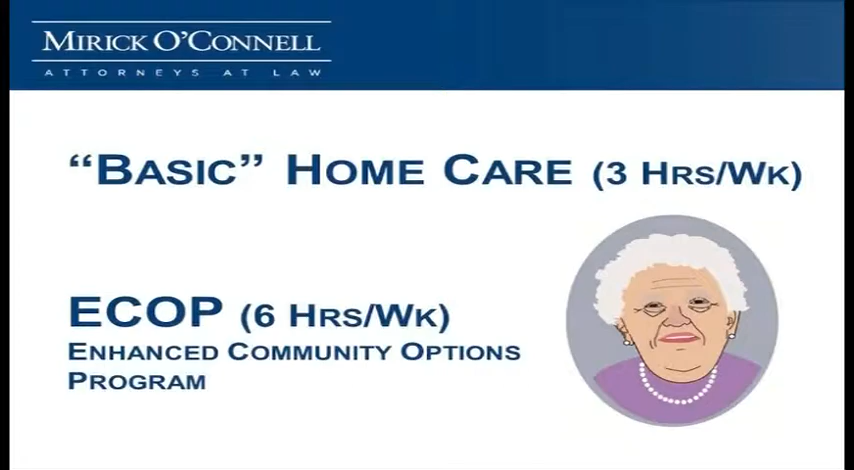 MIRICK O'CONNELL
ATTORNEYS AT LAW
“BASIC” HOME CARE (3 HRS/WK)
ECOP (6 HRS/WK)
ENHANCED COMMUNITY OPTIONS
PROGRAM